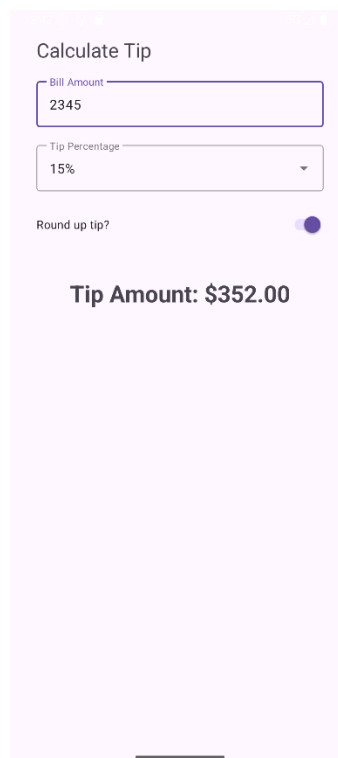 Calculate Tip
Bill Amount
2345
Tip Percentage
15%
Round up tip?
Tip Amount: $352.00